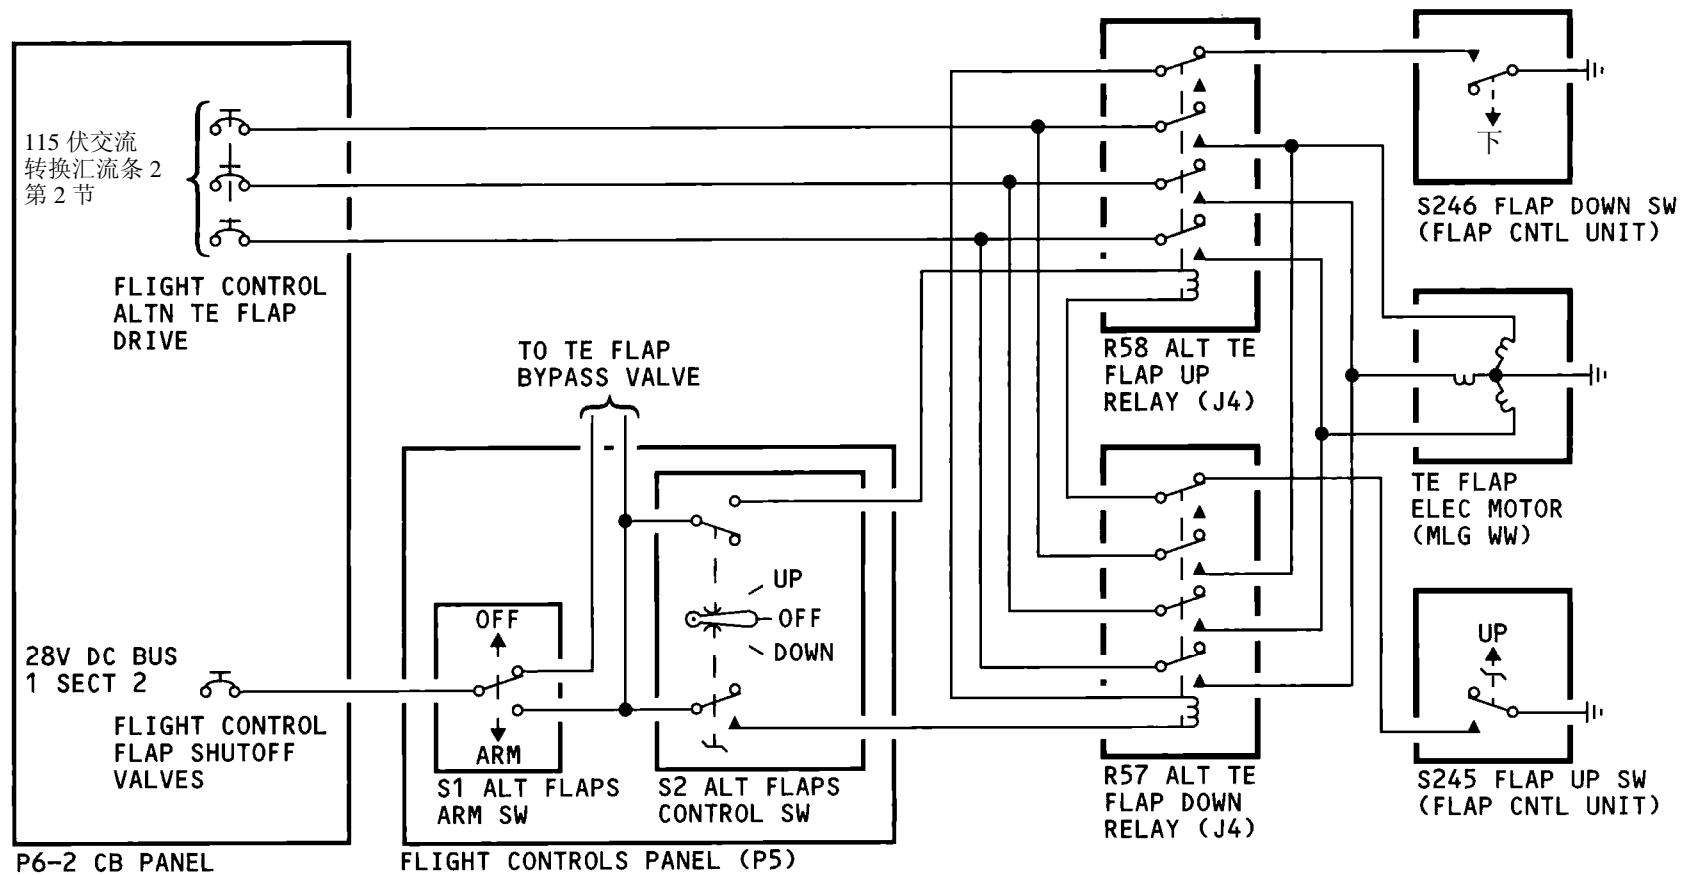 115 伏交流
转换汇流条 2
第 2 节
FLIGHT CONTROL
ALTN TE FLAP
DRIVE
28V DC BUS
1 SECT 2
FLIGHT CONTROL
FLAP SHUTOFF
VALVES
P6-2 CB PANEL
TO TE FLAP
BYPASS VALVE
OFF
ARM
S1 ALT FLAPS
ARM SW
UP
OFF
DOWN
S2 ALT FLAPS
CONTROL SW
FLIGHT CONTROLS PANEL (P5)
R58 ALT TE
FLAP UP
RELAY (J4)
R57 ALT TE
FLAP DOWN
RELAY (J4)
下
S246 FLAP DOWN SW
(FLAP CNTL UNIT)
TE FLAP
ELEC MOTOR
(MLG WW)
UP
S245 FLAP UP SW
(FLAP CNTL UNIT)